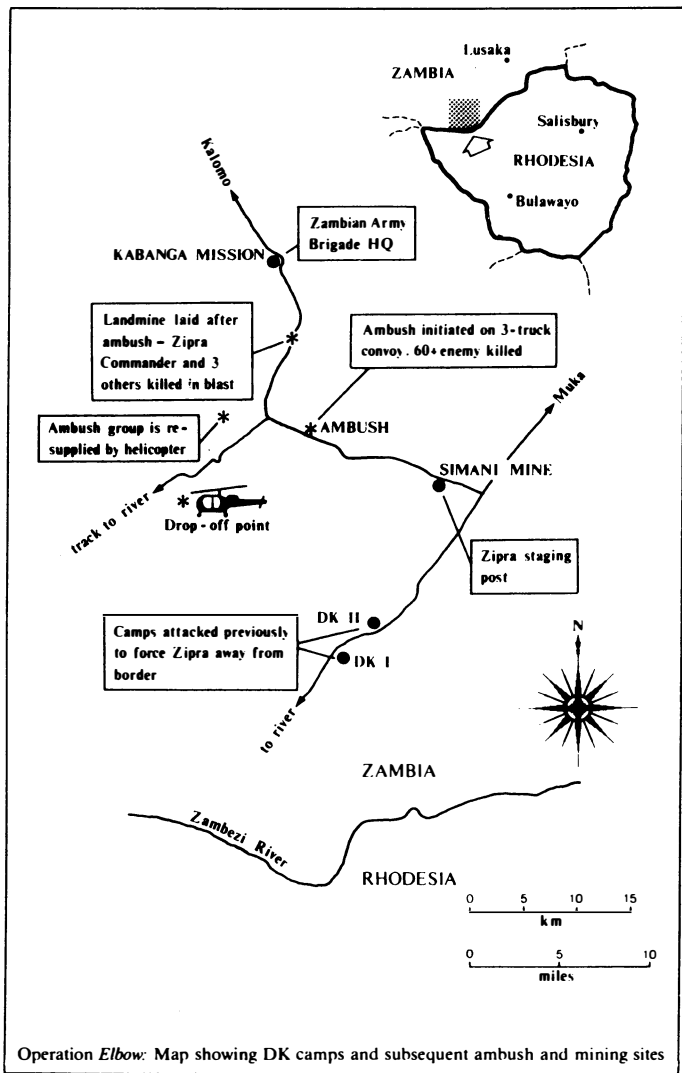 Lusaka
ZAMBIA
Salisbury
RHODESIA
Bulawayo
Kalomo
Zambian Army
Brigade HQ
KABANGA MISSION
Landmine laid after
ambush – Zipra
Commander and 3
others killed in blast
Ambush initiated on 3-truck
convoy. 60+ enemy killed
Muka
Ambush group is re-
supplied by helicopter
AMBUSH
SIMANI MINE
track to river
Drop-off point
Zipra staging
post
DK II
Camps attacked previously
to force Zipra away from
border
DK I
N
to river
ZAMBIA
Zambezi River
RHODESIA
0 5 10 15
km
0 5 10
miles
Operation Elbow: Map showing DK camps and subsequent ambush and mining sites